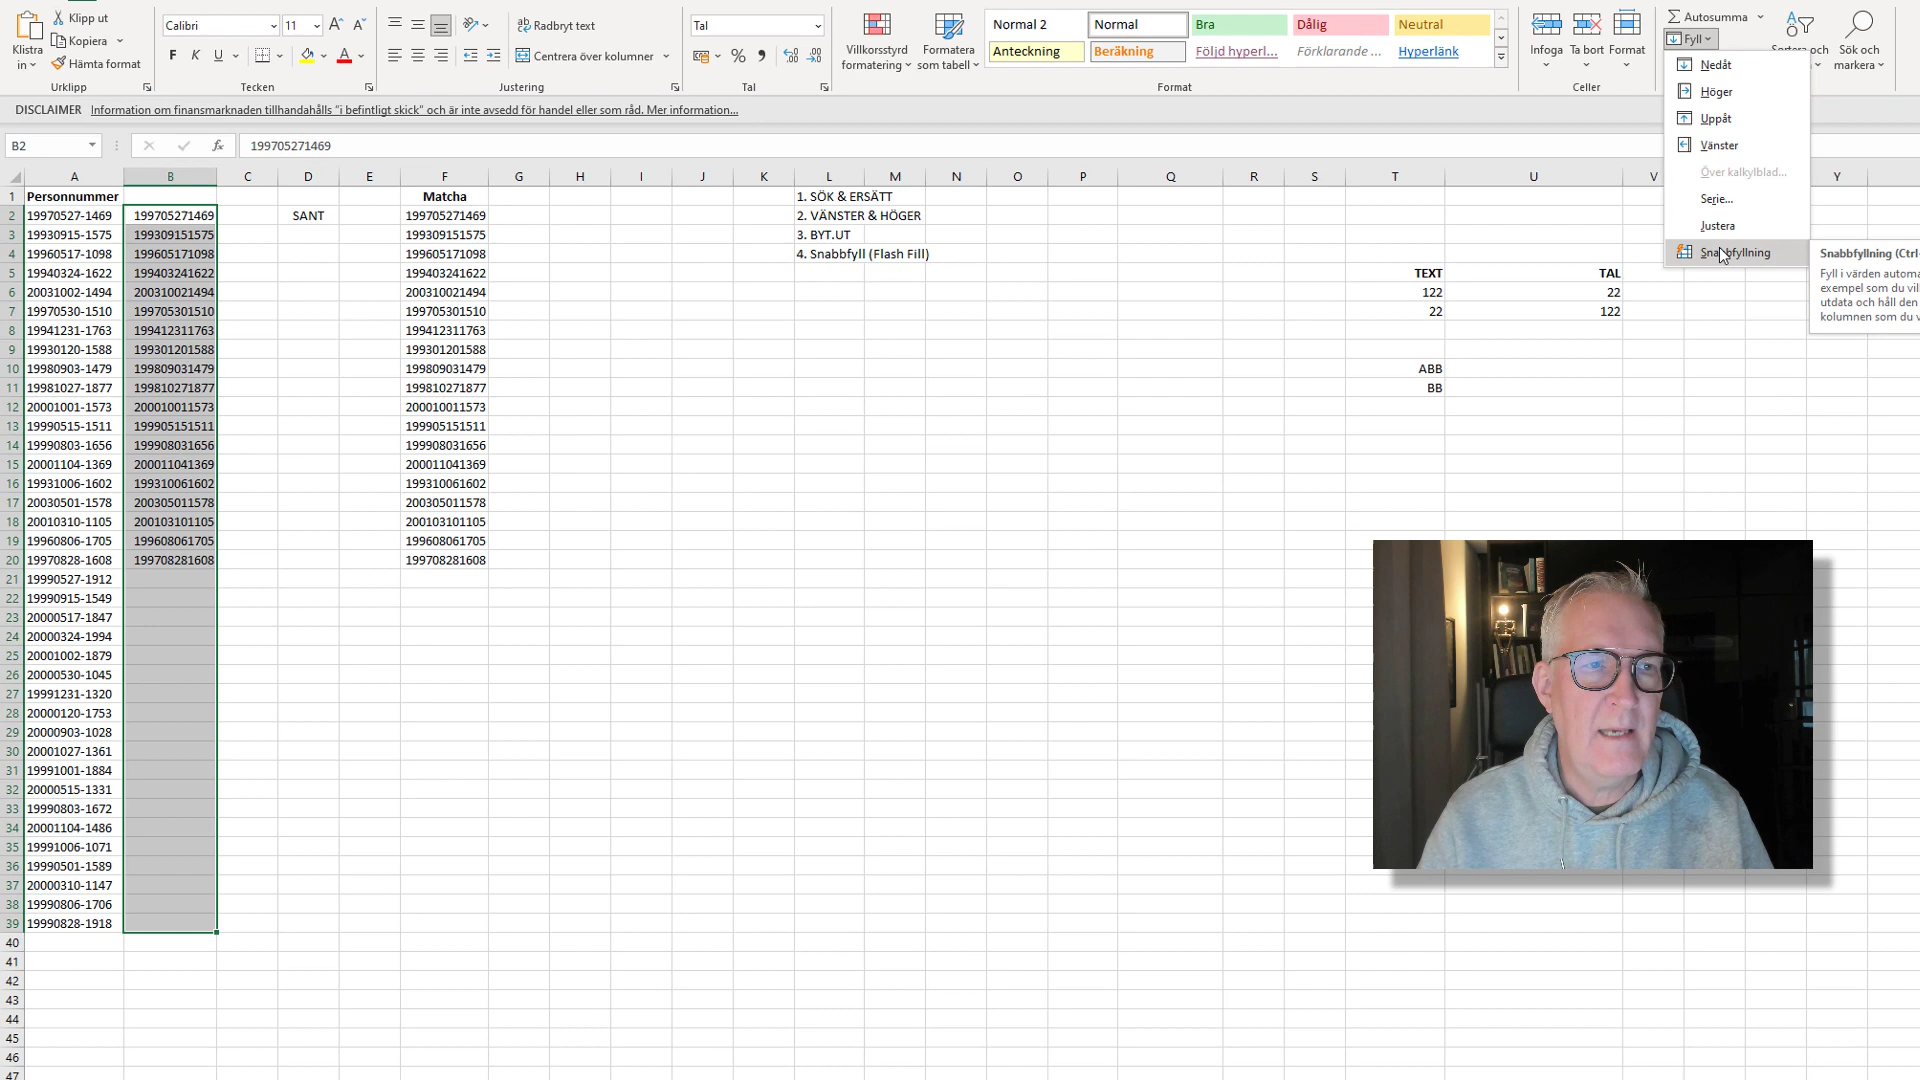 Klipp ut
Kopiera
Hämta format
Klistra
in
Urklipp
Calibri
11
F K U
Tecken
Radbryt text
Centrera över kolumner
Justering
Tal
Tal
Villkorsstyrd
formatering
Formatera
som tabell
Normal 2
Normal
Bra
Dålig
Neutral
Anteckning
Beräkning
Följd hyperl...
Förklarande ...
Hyperlänk
Format
Infoga
Ta bort
Format
Celler
Autosumma
Fyll
Sök och
markera
Nedåt
Höger
Uppåt
Vänster
Över kalkylblad...
Serie...
Justera
Snabbfyllning
Snabbfyllning (Ctrl-
Fyll i värden automa
exempel som du vill
utdata och håll den
kolumnen som du v
DISCLAIMER Information om finansmarknaden tillhandahålls "i befintligt skick" och är inte avsedd för handel eller som råd. Mer information...
B2
fx
199705271469
A B C D E F G H I J K L M N O P Q R S T U V Y
1 Personnummer Matcha 1. SÖK & ERSÄTT
2 19970527-1469 199705271469 SANT 199705271469 2. VÄNSTER & HÖGER
3 19930915-1575 199309151575 199309151575 3. BYT.UT
4 19960517-1098 199605171098 199605171098 4. Snabbfyll (Flash Fill)
5 19940324-1622 199403241622 199403241622 TEXT TAL
6 20031002-1494 200310021494 200310021494 122 22
7 19970530-1510 199705301510 199705301510 22 122
8 19941231-1763 199412311763 199412311763
9 19930120-1588 199301201588 199301201588
10 19980903-1479 199809031479 199809031479 ABB
11 19981027-1877 199810271877 199810271877 BB
12 20001001-1573 200010011573 200010011573
13 19990515-1511 199905151511 199905151511
14 19990803-1656 199908031656 199908031656
15 20001104-1369 200011041369 200011041369
16 19931006-1602 199310061602 199310061602
17 20030501-1578 200305011578 200305011578
18 20010310-1105 200103101105 200103101105
19 19960806-1705 199608061705 199608061705
20 19970828-1608 199708281608 199708281608
21 19990527-1912
22 19990915-1549
23 20000517-1847
24 20000324-1994
25 20001002-1879
26 20000530-1045
27 19991231-1320
28 20000120-1753
29 20000903-1028
30 20001027-1361
31 19991001-1884
32 20000515-1331
33 19990803-1672
34 20001104-1486
35 19991006-1071
36 19990501-1589
37 20000310-1147
38 19990806-1706
39 19990828-1918
40
41
42
43
44
45
46
47